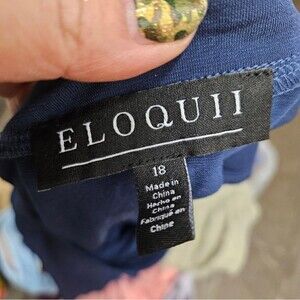 ELOQUII
18
Made in
China
Hecho en
China
Fabriqué en
Chine